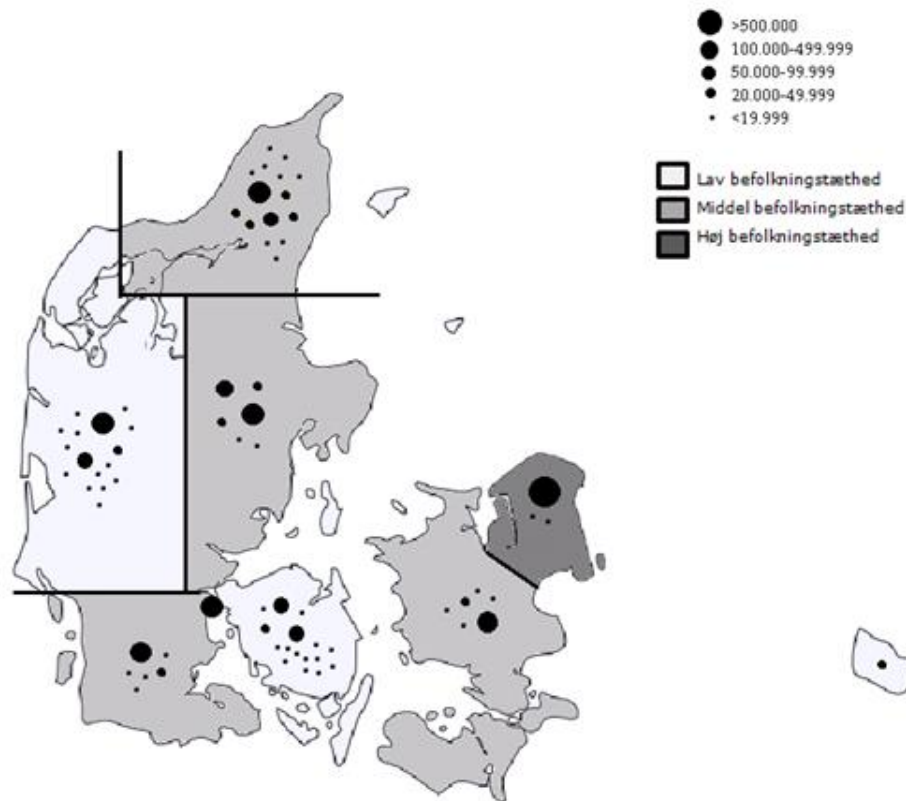 >500.000
100.000-499.999
50.000-99.999
20.000-49.999
<19.999
Lav befolkningstæthed
Middel befolkningstæthed
Høj befolkningstæthed